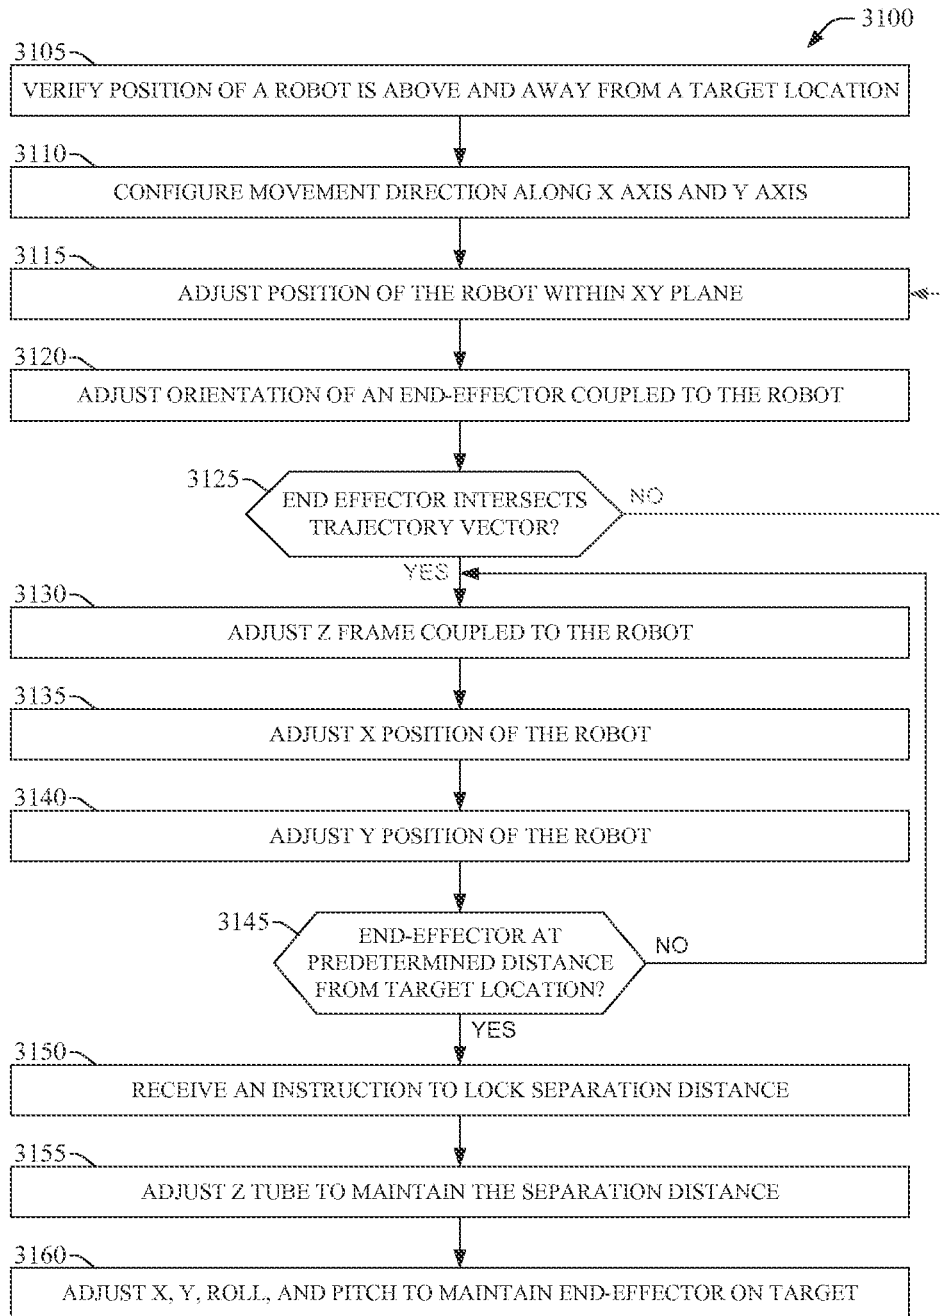 3100
3105
VERIFY POSITION OF A ROBOT IS ABOVE AND AWAY FROM A TARGET LOCATION
3110
CONFIGURE MOVEMENT DIRECTION ALONG X AXIS AND Y AXIS
3115
ADJUST POSITION OF THE ROBOT WITHIN XY PLANE
3120
ADJUST ORIENTATION OF AN END-EFFECTOR COUPLED TO THE ROBOT
3125
END EFFECTOR INTERSECTS
TRAJECTORY VECTOR?
NO
YES
3130
ADJUST Z FRAME COUPLED TO THE ROBOT
3135
ADJUST X POSITION OF THE ROBOT
3140
ADJUST Y POSITION OF THE ROBOT
3145
END-EFFECTOR AT
PREDETERMINED DISTANCE
FROM TARGET LOCATION?
NO
YES
3150
RECEIVE AN INSTRUCTION TO LOCK SEPARATION DISTANCE
3155
ADJUST Z TUBE TO MAINTAIN THE SEPARATION DISTANCE
3160
ADJUST X, Y, ROLL, AND PITCH TO MAINTAIN END-EFFECTOR ON TARGET